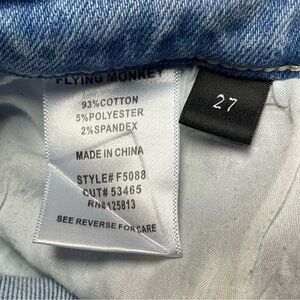 FLYING MONKEY
93%COTTON
5%POLYESTER
2%SPANDEX
MADE IN CHINA
STYLE# F5088
CUT# 53465
RN#125813
SEE REVERSE FOR CARE
27